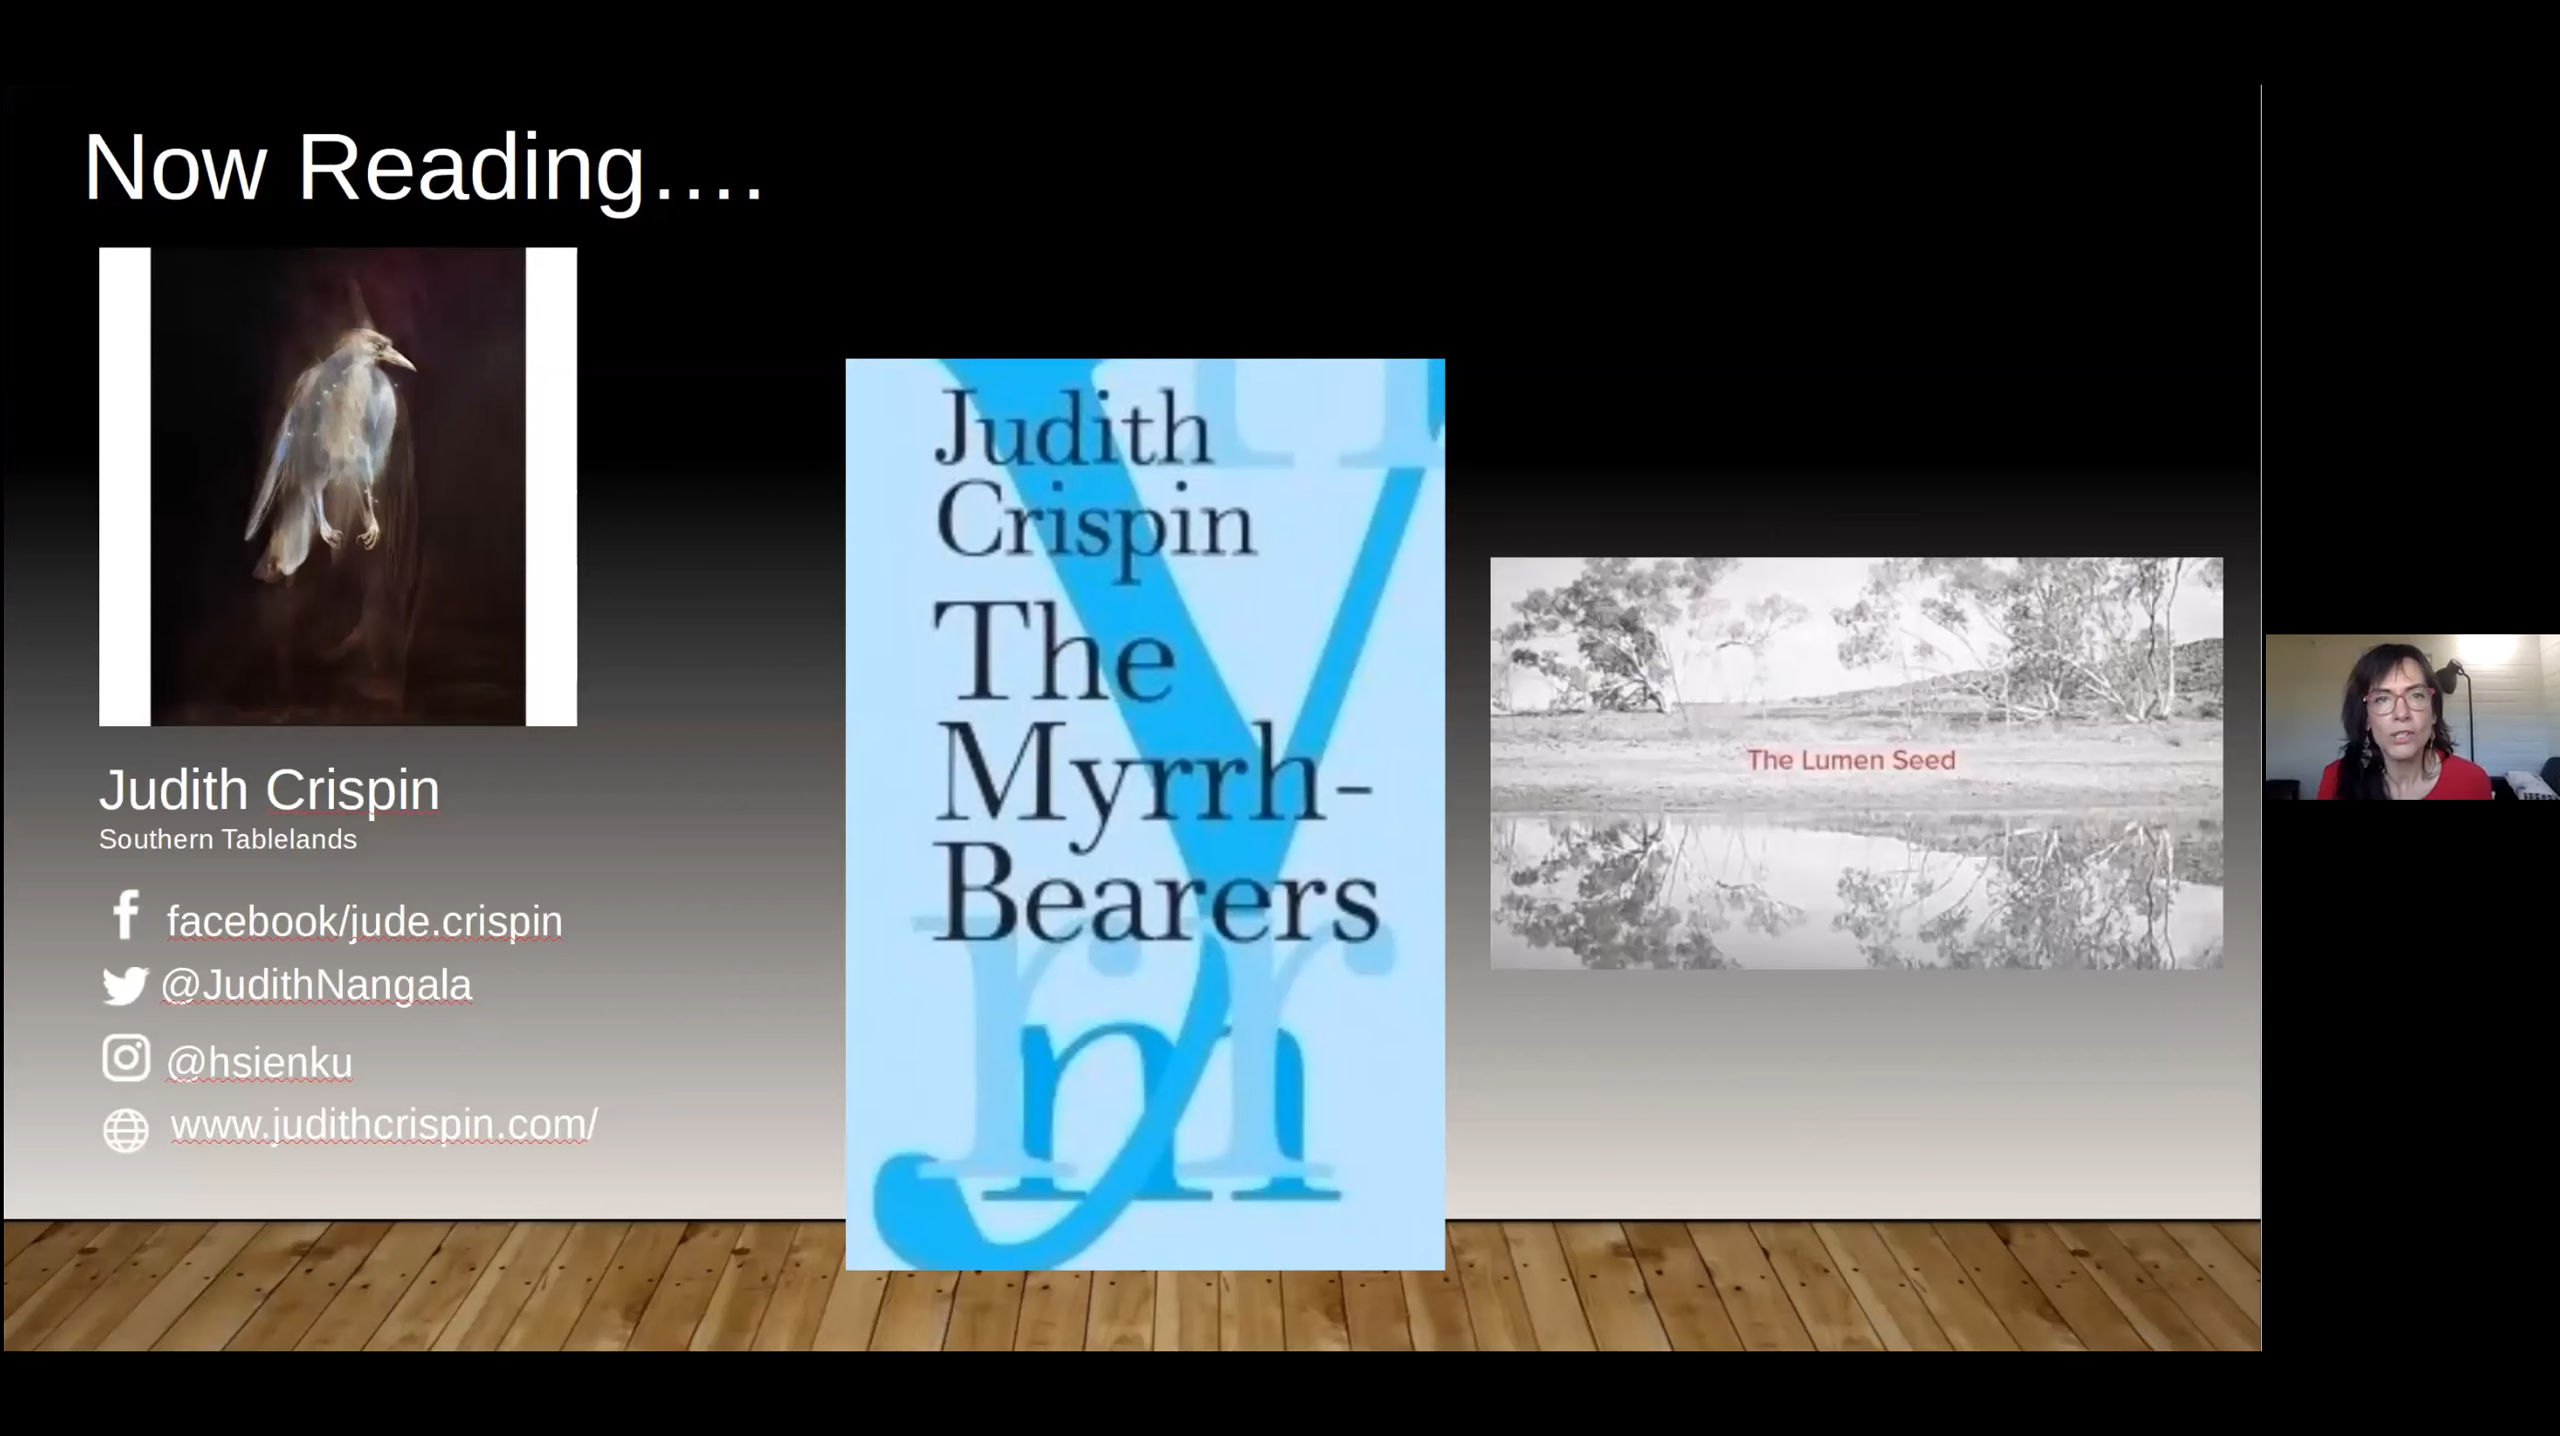 Now Reading….
Judith Crispin
Southern Tablelands
facebook/jude.crispin
@JudithNangala
@hsienku
www.judithcrispin.com/
Judith
Crispin
The
Myrrh-
Bearers
The Lumen Seed